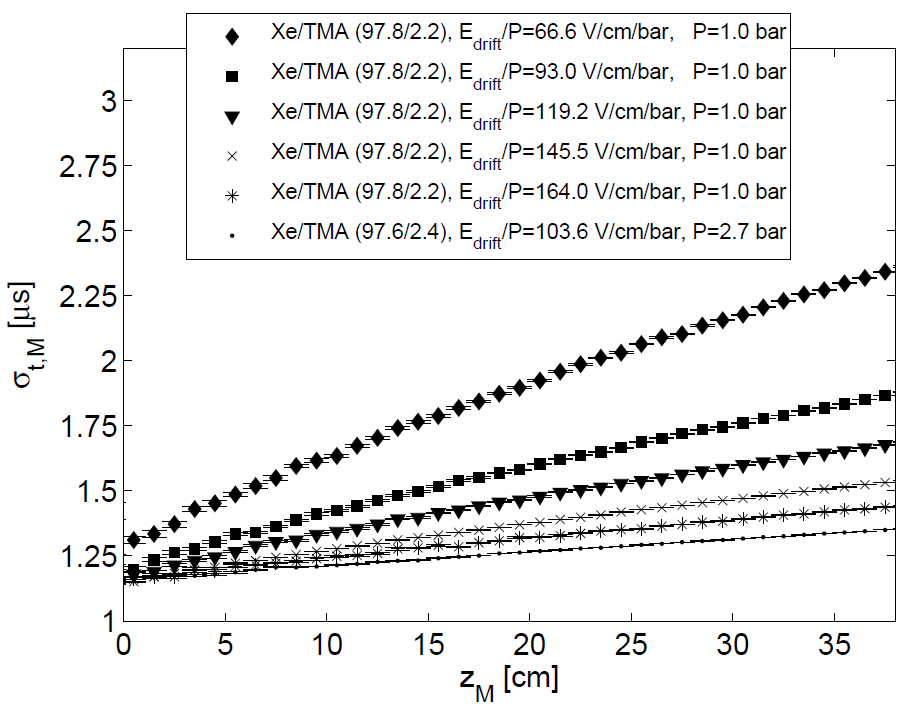 Xe/TMA (97.8/2.2), E_drift/P=66.6 V/cm/bar, P=1.0 bar
Xe/TMA (97.8/2.2), E_drift/P=93.0 V/cm/bar, P=1.0 bar
Xe/TMA (97.8/2.2), E_drift/P=119.2 V/cm/bar, P=1.0 bar
Xe/TMA (97.8/2.2), E_drift/P=145.5 V/cm/bar, P=1.0 bar
Xe/TMA (97.8/2.2), E_drift/P=164.0 V/cm/bar, P=1.0 bar
Xe/TMA (97.6/2.4), E_drift/P=103.6 V/cm/bar, P=2.7 bar
3
2.75
2.5
2.25
2
1.75
1.5
1.25
1
σ_t,M [μs]
0 5 10 15 20 25 30 35
z_M [cm]